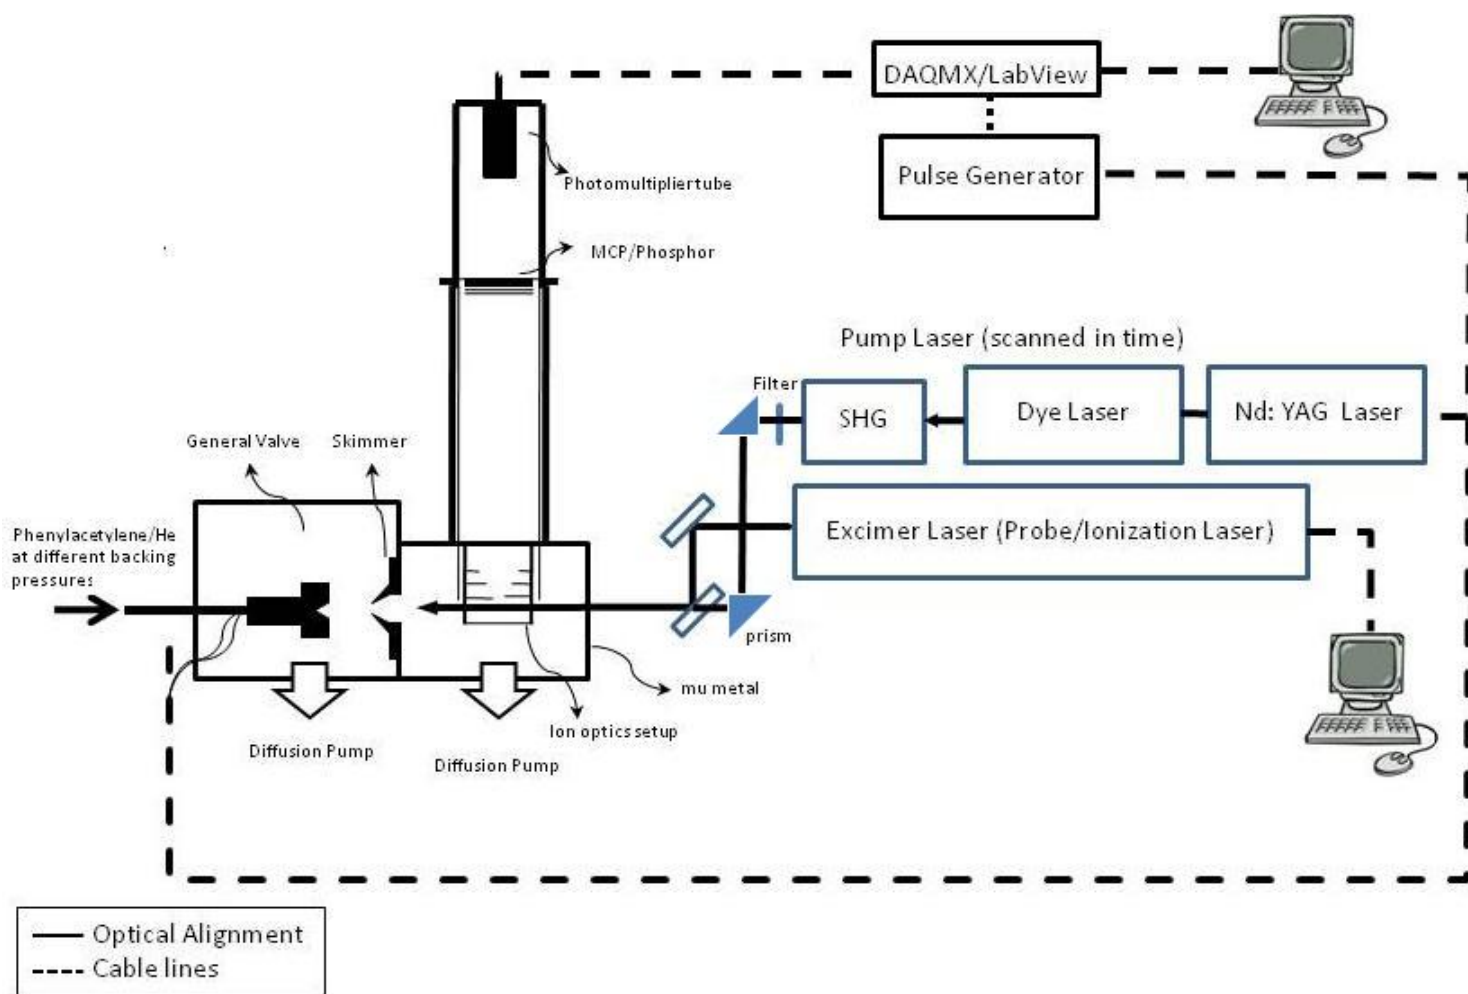 DAQMX/LabView
Pulse Generator
Photomultiplier tube
MCP/Phosphor
Pump Laser (scanned in time)
Filter
SHG
Dye Laser
Nd: YAG Laser
General Valve
Skimmer
Excimer Laser (Probe/Ionization Laser)
Phenylacetylene/He
at different backing
pressures:
prism
mu metal
Ion optics setup
Diffusion Pump
Diffusion Pump
Optical Alignment
Cable lines